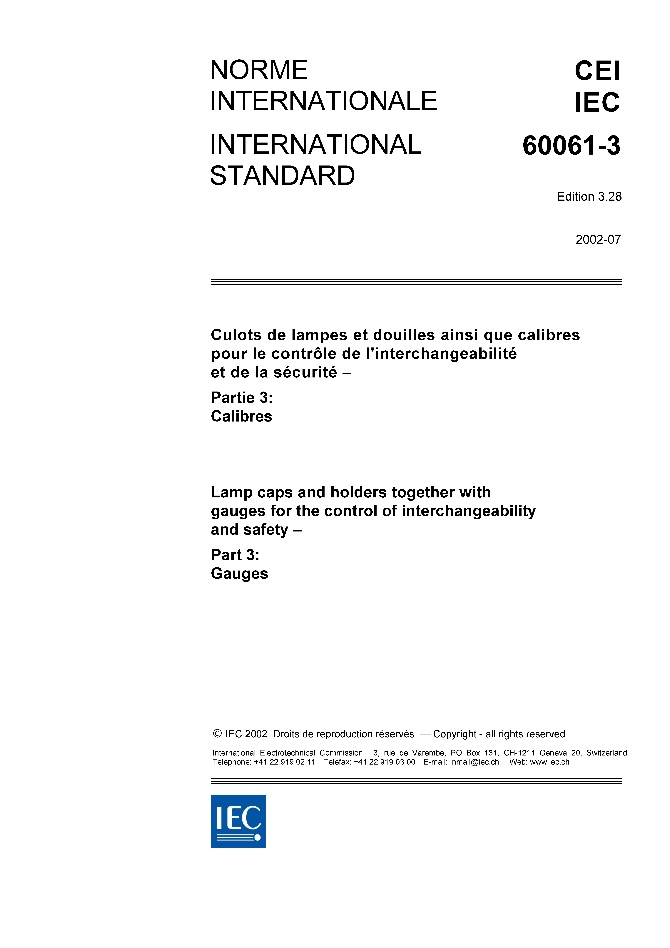 NORME
INTERNATIONALE
CEI
IEC
INTERNATIONAL
STANDARD
60061-3
Edition 3.28
2002-07
Culots de lampes et douilles ainsi que calibres
pour le contrôle de l'interchangeabilité
et de la sécurité –
Partie 3:
Calibres
Lamp caps and holders together with
gauges for the control of interchangeability
and safety –
Part 3:
Gauges
© IEC 2002 Droits de reproduction réservés — Copyright - all rights reserved
International Electrotechnical Commission 3, rue de Varembé, PO Box 131, CH-1211 Geneva 20, Switzerland
Telephone: +41 22 919 02 11 Telefax: +41 22 919 03 00 E-mail: inmail@iec.ch Web: www.iec.ch
IEC